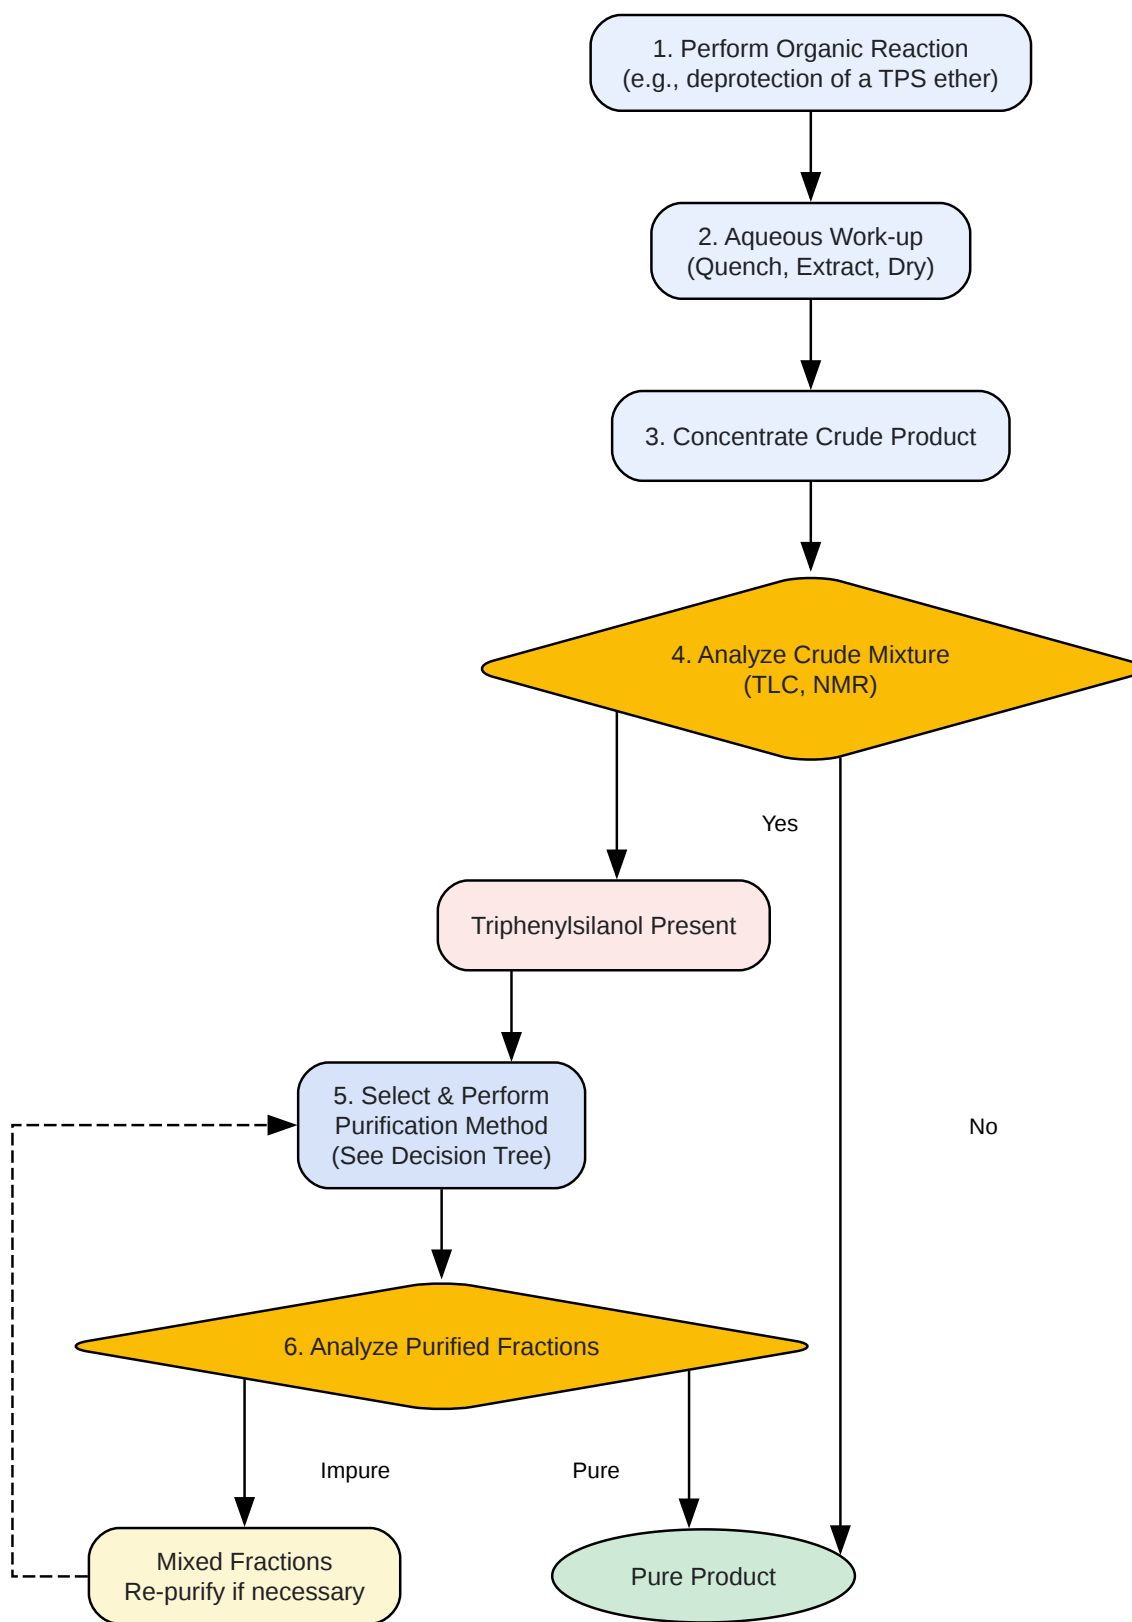 1. Perform Organic Reaction
(e.g., deprotection of a TPS ether)
2. Aqueous Work-up
(Quench, Extract, Dry)
3. Concentrate Crude Product
4. Analyze Crude Mixture
(TLC, NMR)
Yes
Triphenylsilanol Present
5. Select & Perform
Purification Method
(See Decision Tree)
No
6. Analyze Purified Fractions
Impure
Pure
Mixed Fractions
Re-purify if necessary
Pure Product